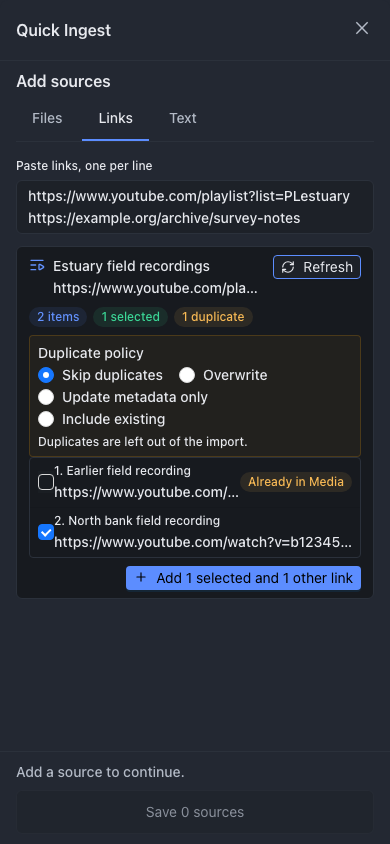 Quick Ingest
Add sources
Files Links Text
Paste links, one per line
https://www.youtube.com/playlist?list=PLestuary
https://example.org/archive/survey-notes
Estuary field recordings
Refresh
https://www.youtube.com/pla...
2 items 1 selected 1 duplicate
Duplicate policy
Skip duplicates Overwrite
Update metadata only
Include existing
Duplicates are left out of the import.
1. Earlier field recording
https://www.youtube.com/... Already in Media
2. North bank field recording
https://www.youtube.com/watch?v=b12345...
+ Add 1 selected and 1 other link
Add a source to continue.
Save 0 sources